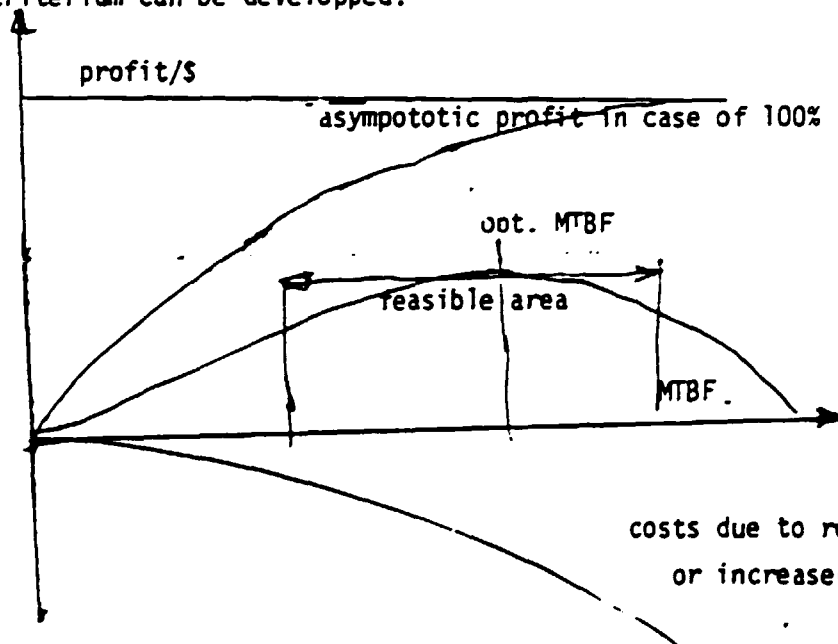 criterium can be developped.
profit/$
asympototic profit in case of 100%
opt. MTBF
feasible area
MTBF.
costs due to
or increase